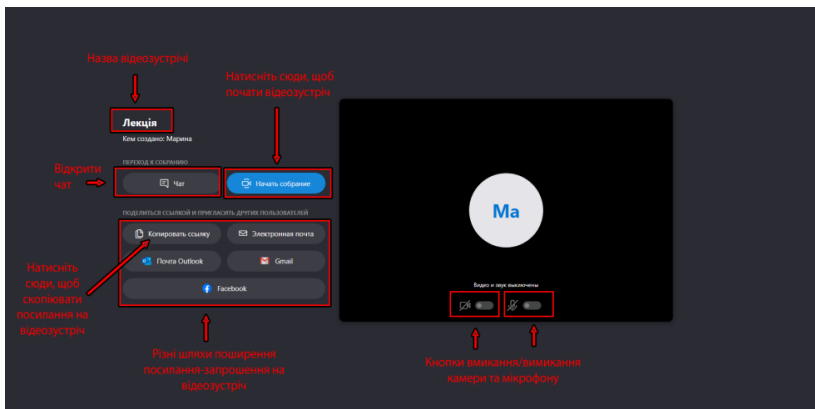 Назва відеозустрічі
Натисніть сюди, щоб
почати відеозустріч
Лекція
Кем создано: Марина
ПЕРЕХОД К СОБРАНИЮ
Відкрити
чат
Чат
Начать собрание
ПОДЕЛИТЬСЯ ССЫЛКОЙ И ПРИГЛАСИТЬ ДРУГИХ ПОЛЬЗОВАТЕЛЕЙ
Копировать ссылку
Электронная почта
Почта Outlook
Gmail
Facebook
Натисніть
сюди, щоб
скопіювати
посилання на
відеозустріч
Різні шляхи поширення
посилання-запрошення на
відеозустріч
Ma
Видео и звук выключены
Кнопки вмикання/вимикання
камери та мікрофону